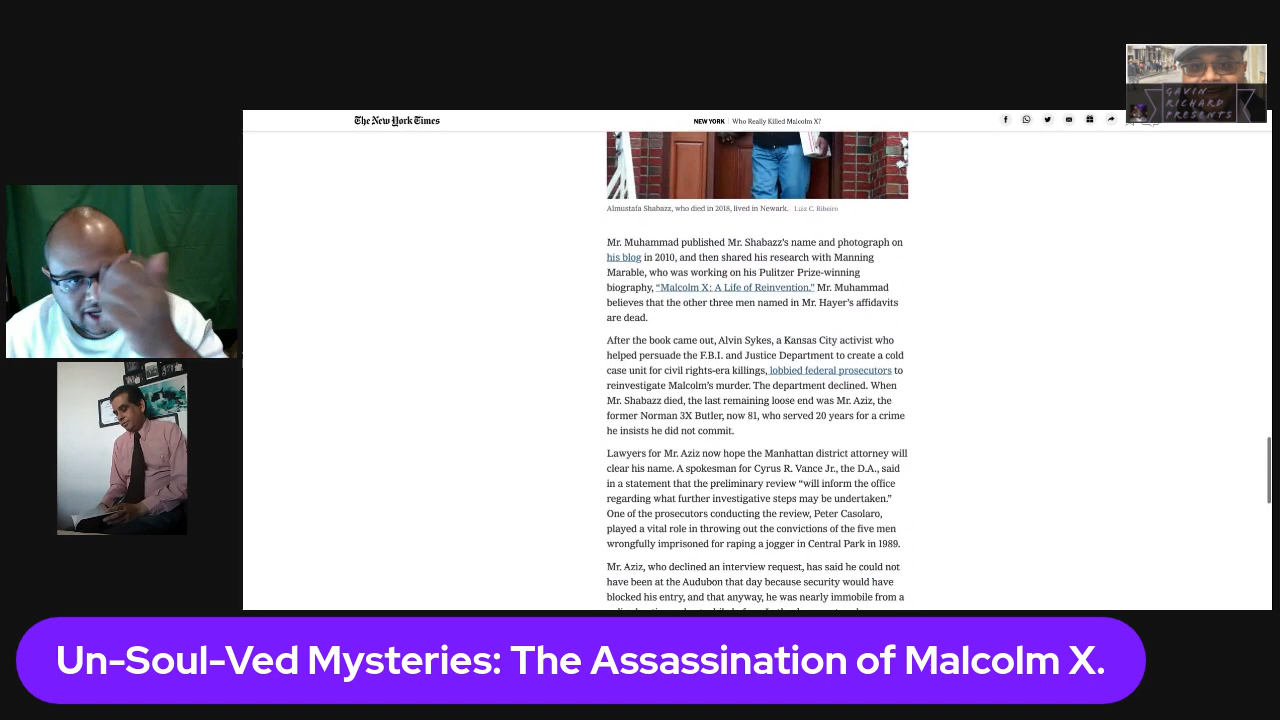 GAVIN
RICHARD
PRESENTS
The New York Times
NEW YORK | Who Really Killed Malcolm X?
Almustafa Shabazz, who died in 2018, lived in Newark. Luiz C. Ribeiro
Mr. Muhammad published Mr. Shabazz’s name and photograph on
his blog in 2010, and then shared his research with Manning
Marable, who was working on his Pulitzer Prize-winning
biography, “Malcolm X: A Life of Reinvention.” Mr. Muhammad
believes that the other three men named in Mr. Hayer’s affidavits
are dead.
After the book came out, Alvin Sykes, a Kansas City activist who
helped persuade the F.B.I. and Justice Department to create a cold
case unit for civil rights-era killings, lobbied federal prosecutors to
reinvestigate Malcolm’s murder. The department declined. When
Mr. Shabazz died, the last remaining loose end was Mr. Aziz, the
former Norman 3X Butler, now 81, who served 20 years for a crime
he insists he did not commit.
Lawyers for Mr. Aziz now hope the Manhattan district attorney will
clear his name. A spokesman for Cyrus R. Vance Jr., the D.A., said
in a statement that the preliminary review “will inform the office
regarding what further investigative steps may be undertaken.”
One of the prosecutors conducting the review, Peter Casolaro,
played a vital role in throwing out the convictions of the five men
wrongfully imprisoned for raping a jogger in Central Park in 1989.
Mr. Aziz, who declined an interview request, has said he could not
have been at the Audubon that day because security would have
blocked his entry, and that anyway, he was nearly immobile from a
Un-Soul-Ved Mysteries: The Assassination of Malcolm X.